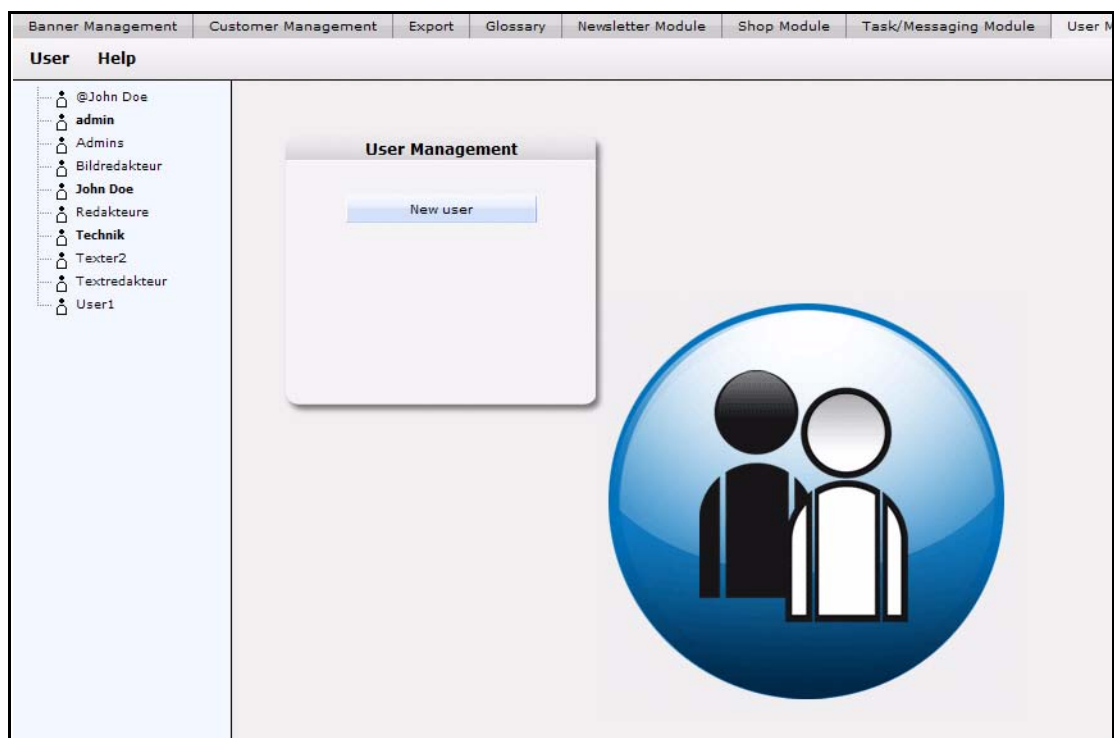 Banner Management Customer Management Export Glossary Newsletter Module Shop Module Task/Messaging Module User M
User Help
@John Doe
admin
Admins
Bildredakteur
John Doe
Redakteure
Technik
Texter2
Textredakteur
User1
User Management
New user